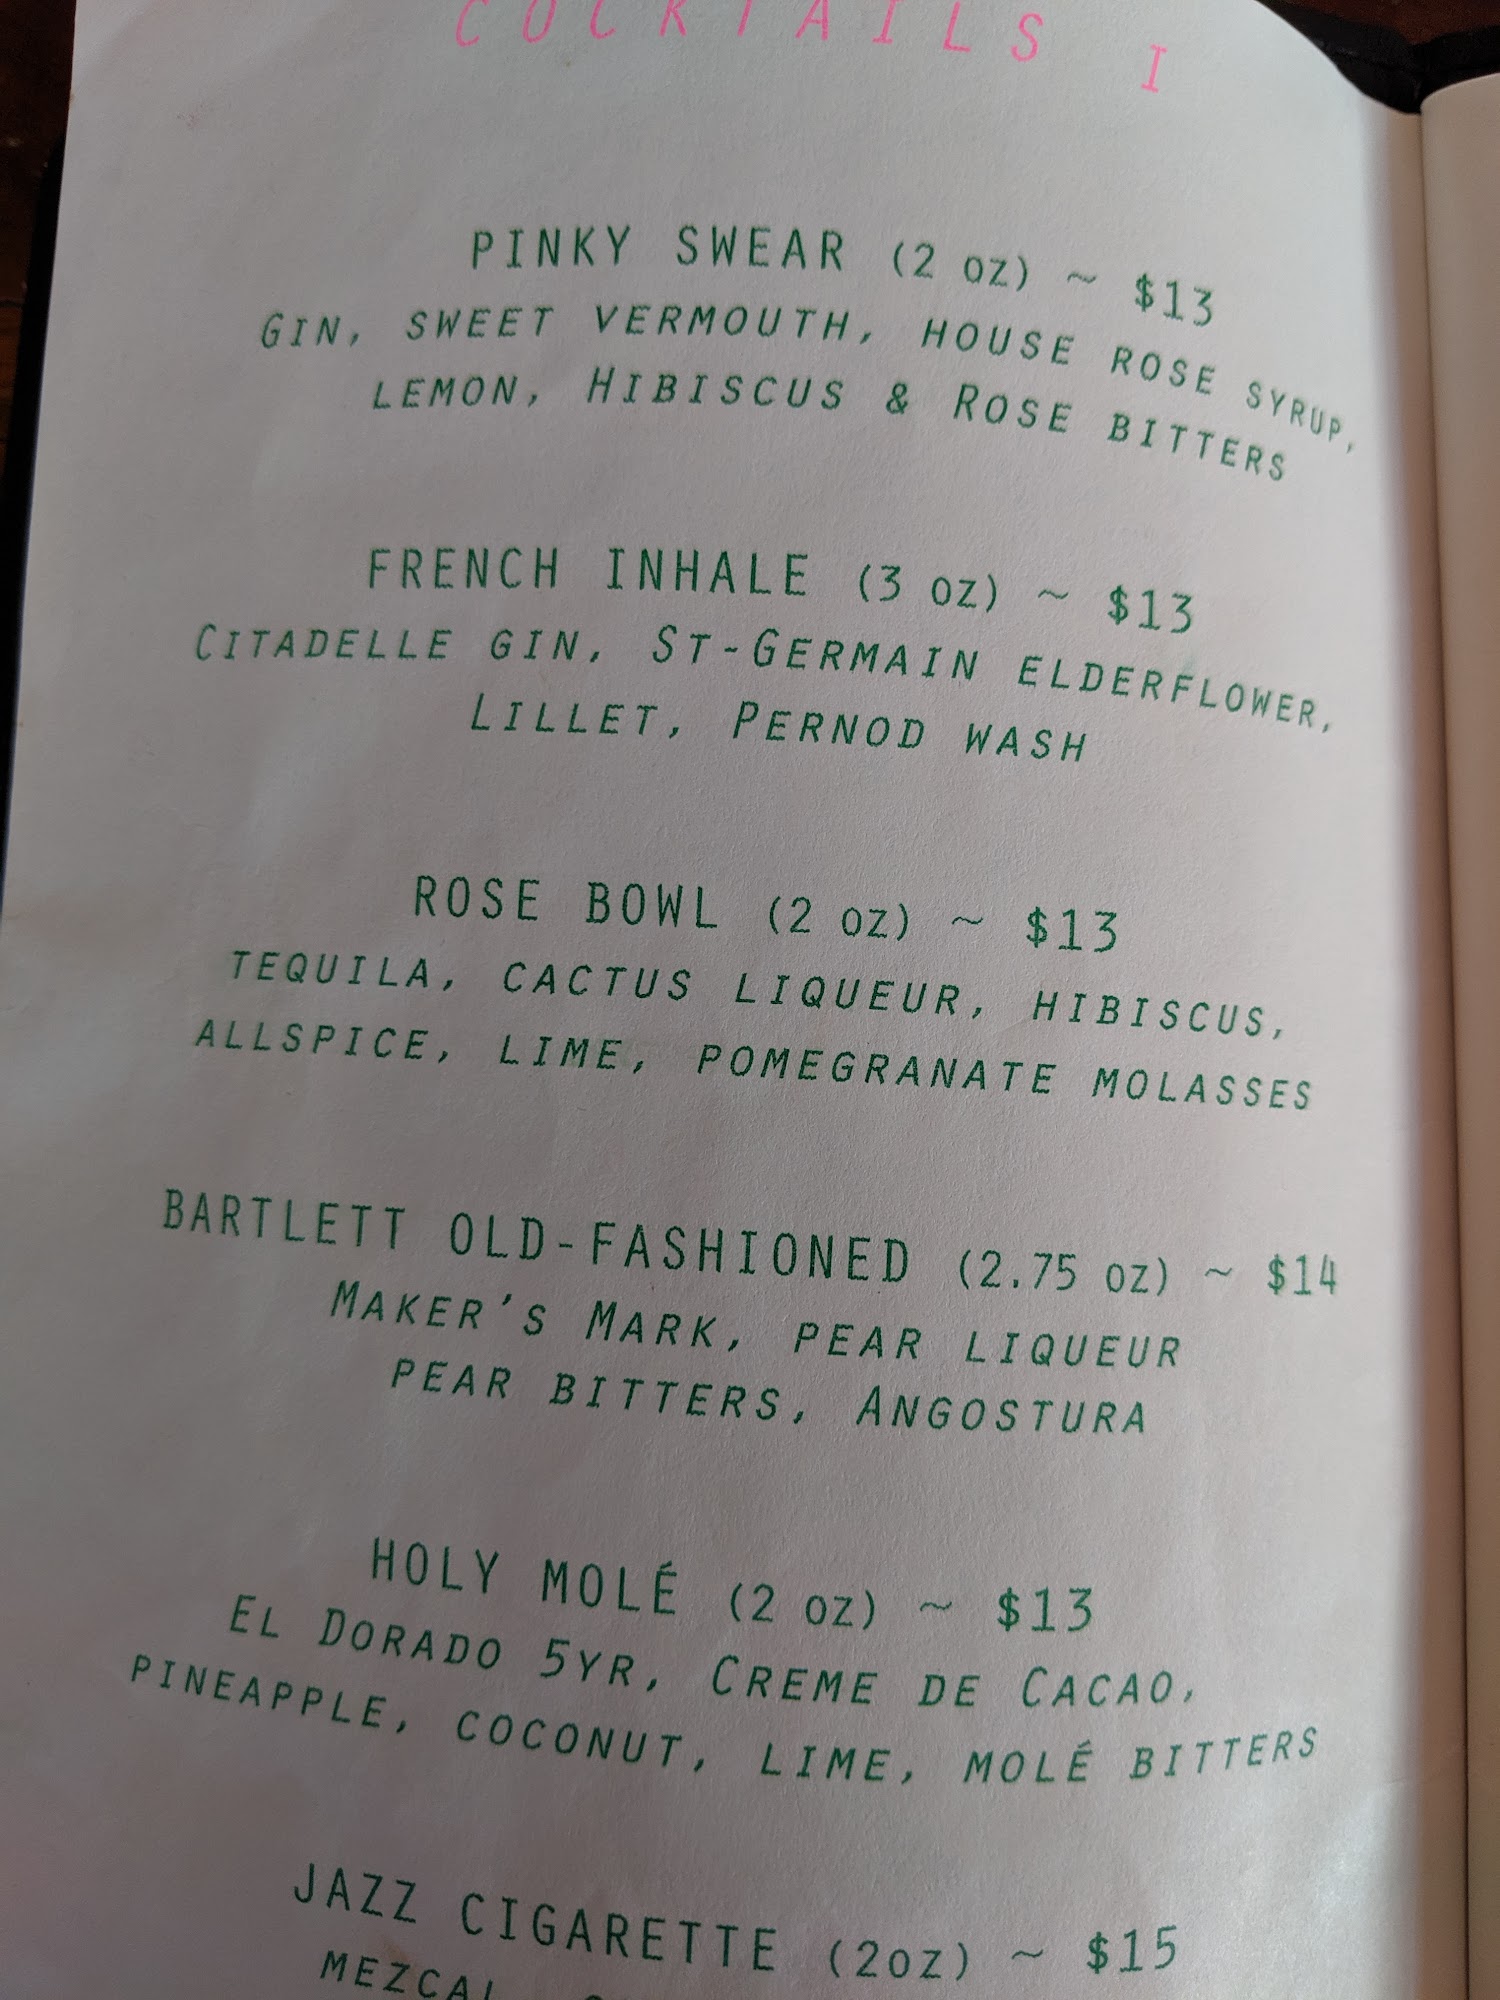 COCKTAILS I
PINKY SWEAR (2 oz) ~ $13
GIN, SWEET VERMOUTH, HOUSE ROSE SYRUP,
LEMON, HIBISCUS & ROSE BITTERS
FRENCH INHALE (3 oz) ~ $13
CITADELLE GIN, ST-GERMAIN ELDERFLOWER,
LILLET, PERNOD WASH
ROSE BOWL (2 oz) ~ $13
TEQUILA, CACTUS LIQUEUR, HIBISCUS,
ALLSPICE, LIME, POMEGRANATE MOLASSES
BARTLETT OLD-FASHIONED (2.75 oz) ~ $14
MAKER'S MARK, PEAR LIQUEUR
PEAR BITTERS, ANGOSTURA
HOLY MOLÉ (2 oz) ~ $13
EL DORADO 5YR, CREME DE CACAO,
PINEAPPLE, COCONUT, LIME, MOLÉ BITTERS
JAZZ CIGARETTE (2oz) ~ $15
MEZCAL